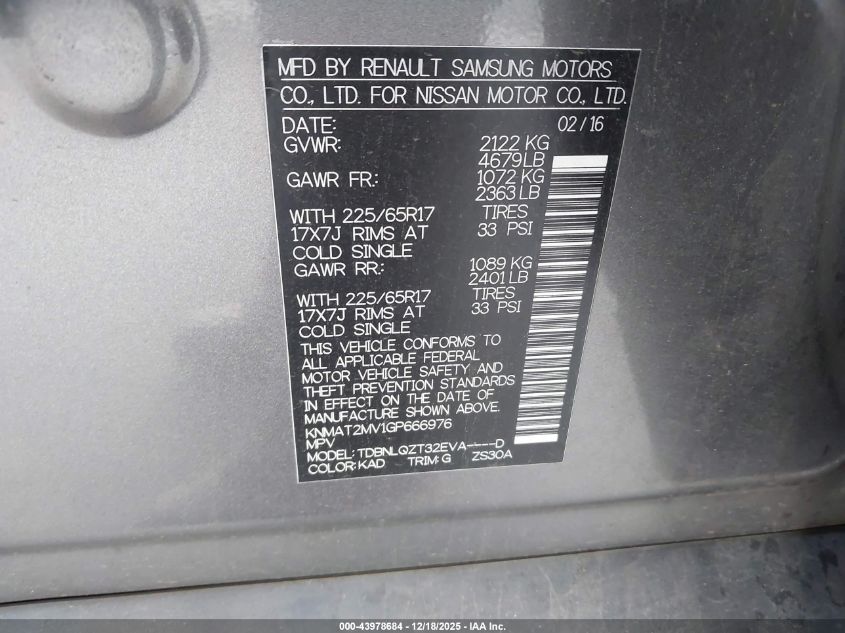 MFD BY RENAULT SAMSUNG MOTORS
CO., LTD. FOR NISSAN MOTOR CO., LTD.
DATE: 02/16
GVWR: 2122 KG
4679LB
GAWR FR.: 1072 KG
2363 LB
WITH 225/65R17 TIRES
17X7J RIMS AT 33 PSI
COLD SINGLE
GAWR RR.: 1089 KG
2401 LB
WITH 225/65R17 TIRES
17X7J RIMS AT 33 PSI
COLD SINGLE
THIS VEHICLE CONFORMS TO
ALL APPLICABLE FEDERAL
MOTOR VEHICLE SAFETY AND
THEFT PREVENTION STANDARDS
IN EFFECT ON THE DATE OF
MANUFACTURE SHOWN ABOVE.
KNMAT2MV1GP666976
MPV
MODEL: TDBNLQZT32EVA----D
COLOR: KAD TRIM: G ZS30A
000-43978684 - 12/18/2025 - IAA Inc.